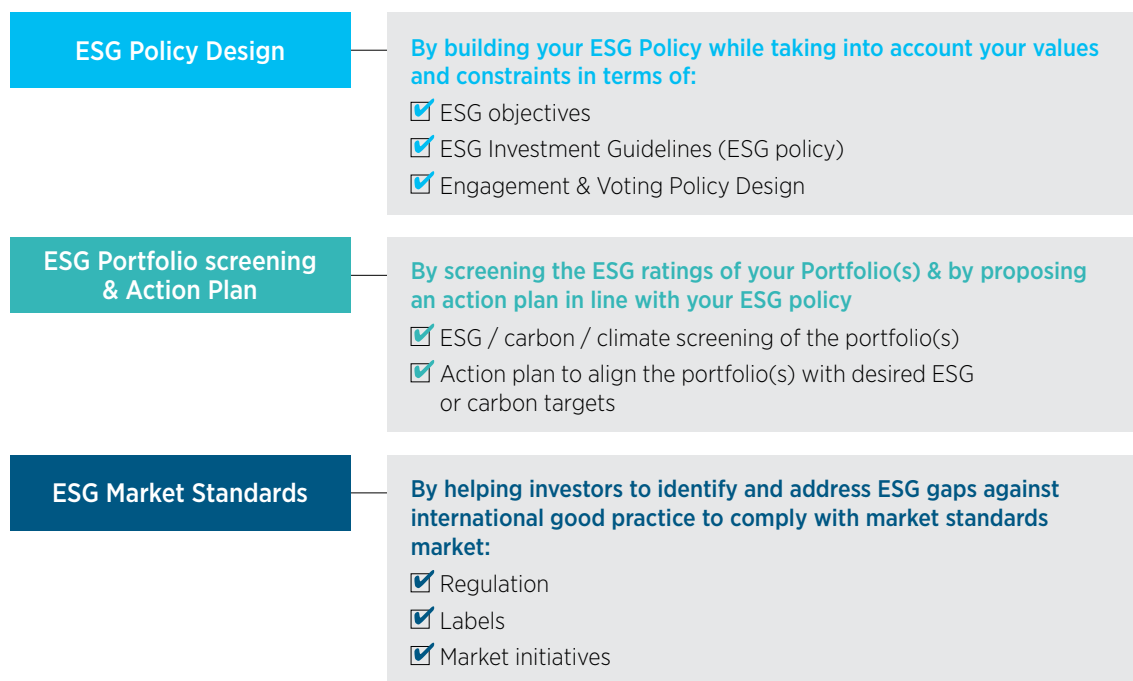 ESG Policy Design
By building your ESG Policy while taking into account your values
and constraints in terms of:
ESG objectives
ESG Investment Guidelines (ESG policy)
Engagement & Voting Policy Design
ESG Portfolio screening
& Action Plan
By screening the ESG ratings of your Portfolio(s) & by proposing
an action plan in line with your ESG policy
ESG / carbon / climate screening of the portfolio(s)
Action plan to align the portfolio(s) with desired ESG
or carbon targets
ESG Market Standards
By helping investors to identify and address ESG gaps against
international good practice to comply with market standards
market:
Regulation
Labels
Market initiatives